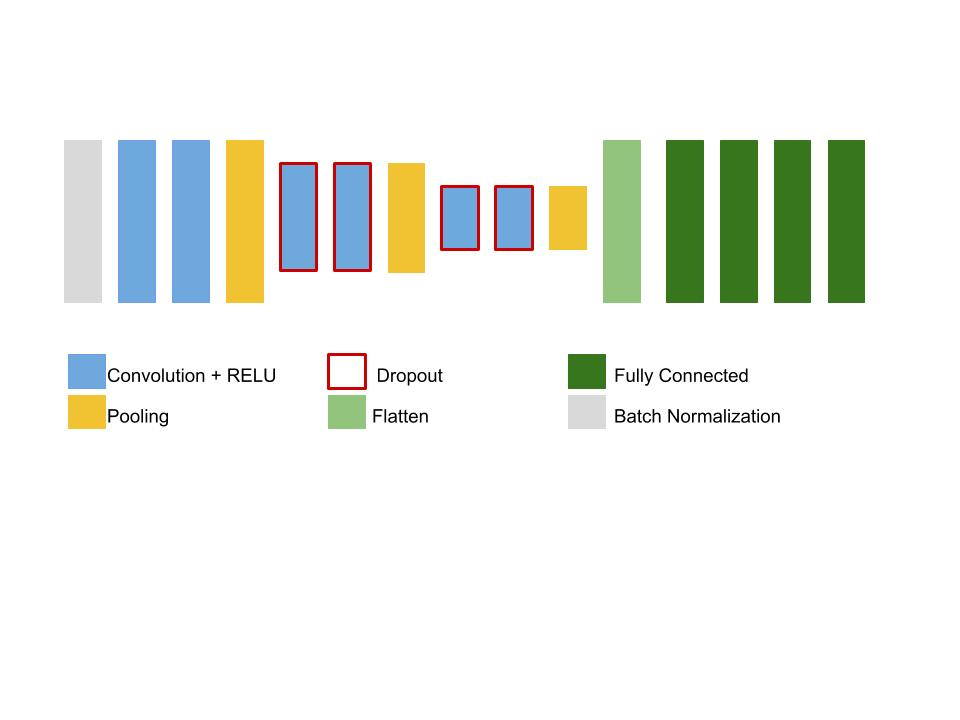 Convolution + RELU
Dropout
Fully Connected
Pooling
Flatten
Batch Normalization